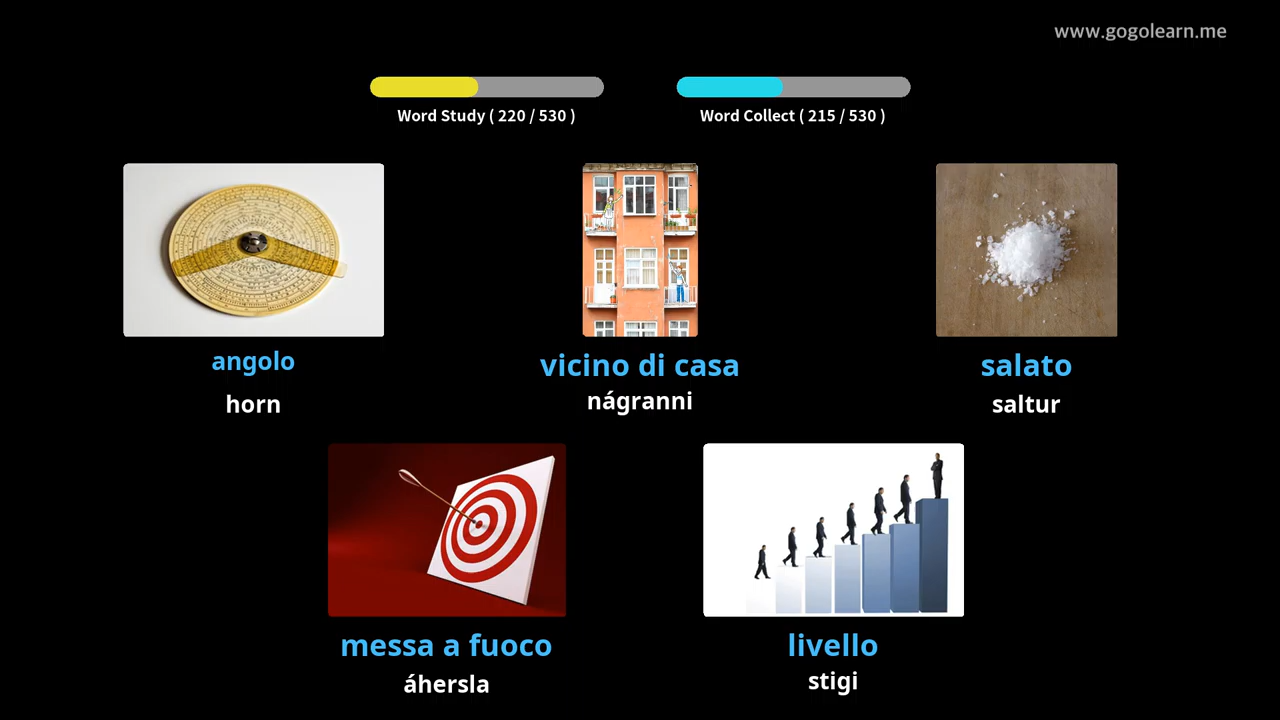 www.gogolearn.me
Word Study ( 220 / 530 )
Word Collect ( 215 / 530 )
angolo
horn
vicino di casa
nágranni
salato
saltur
messa a fuoco
áhersla
livello
stigi